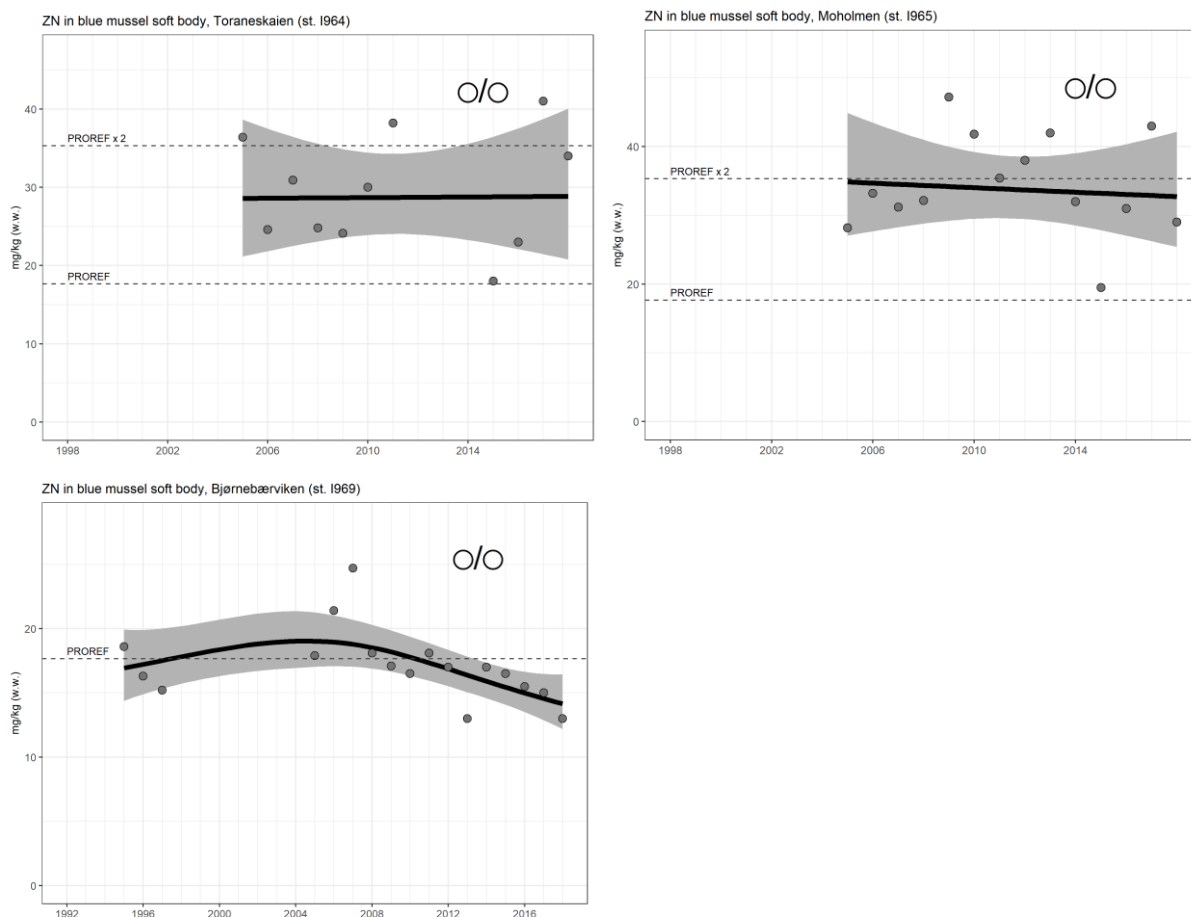 ZN in blue mussel soft body, Toraneskaien (st. I964)
○/○
40
PROREF x 2
30
20
PROREF
10
0
mg/kg (w.w.)
1998 2002 2006 2010 2014
ZN in blue mussel soft body, Moholmen (st. I965)
○/○
40
PROREF x 2
20
PROREF
0
mg/kg (w.w.)
1998 2002 2006 2010 2014
ZN in blue mussel soft body, Bjørnebærviken (st. I969)
○/○
20
PROREF
10
0
mg/kg (w.w.)
1992 1996 2000 2004 2008 2012 2016